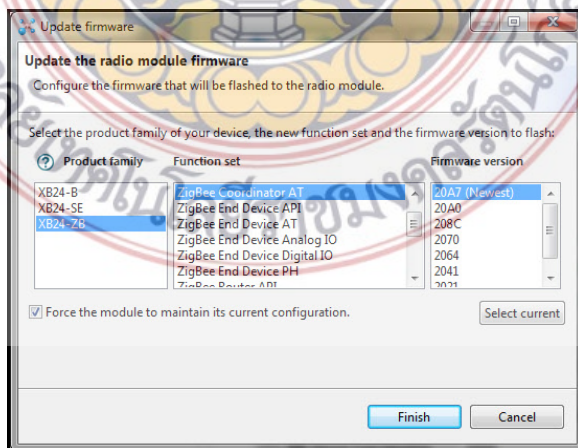 Update firmware
Update the radio module firmware
Configure the firmware that will be flashed to the radio module.
Select the product family of your device, the new function set and the firmware version to flash:
Product family Function set Firmware version
XB24-B
XB24-SE
XB24-ZB
ZigBee Coordinator AT
ZigBee End Device API
ZigBee End Device AT
ZigBee End Device Analog IO
ZigBee End Device Digital IO
ZigBee End Device PH
ZigBee Router API
20A7 (Newest)
20A0
208C
2070
2064
2041
2021
Force the module to maintain its current configuration.
Select current
Finish Cancel